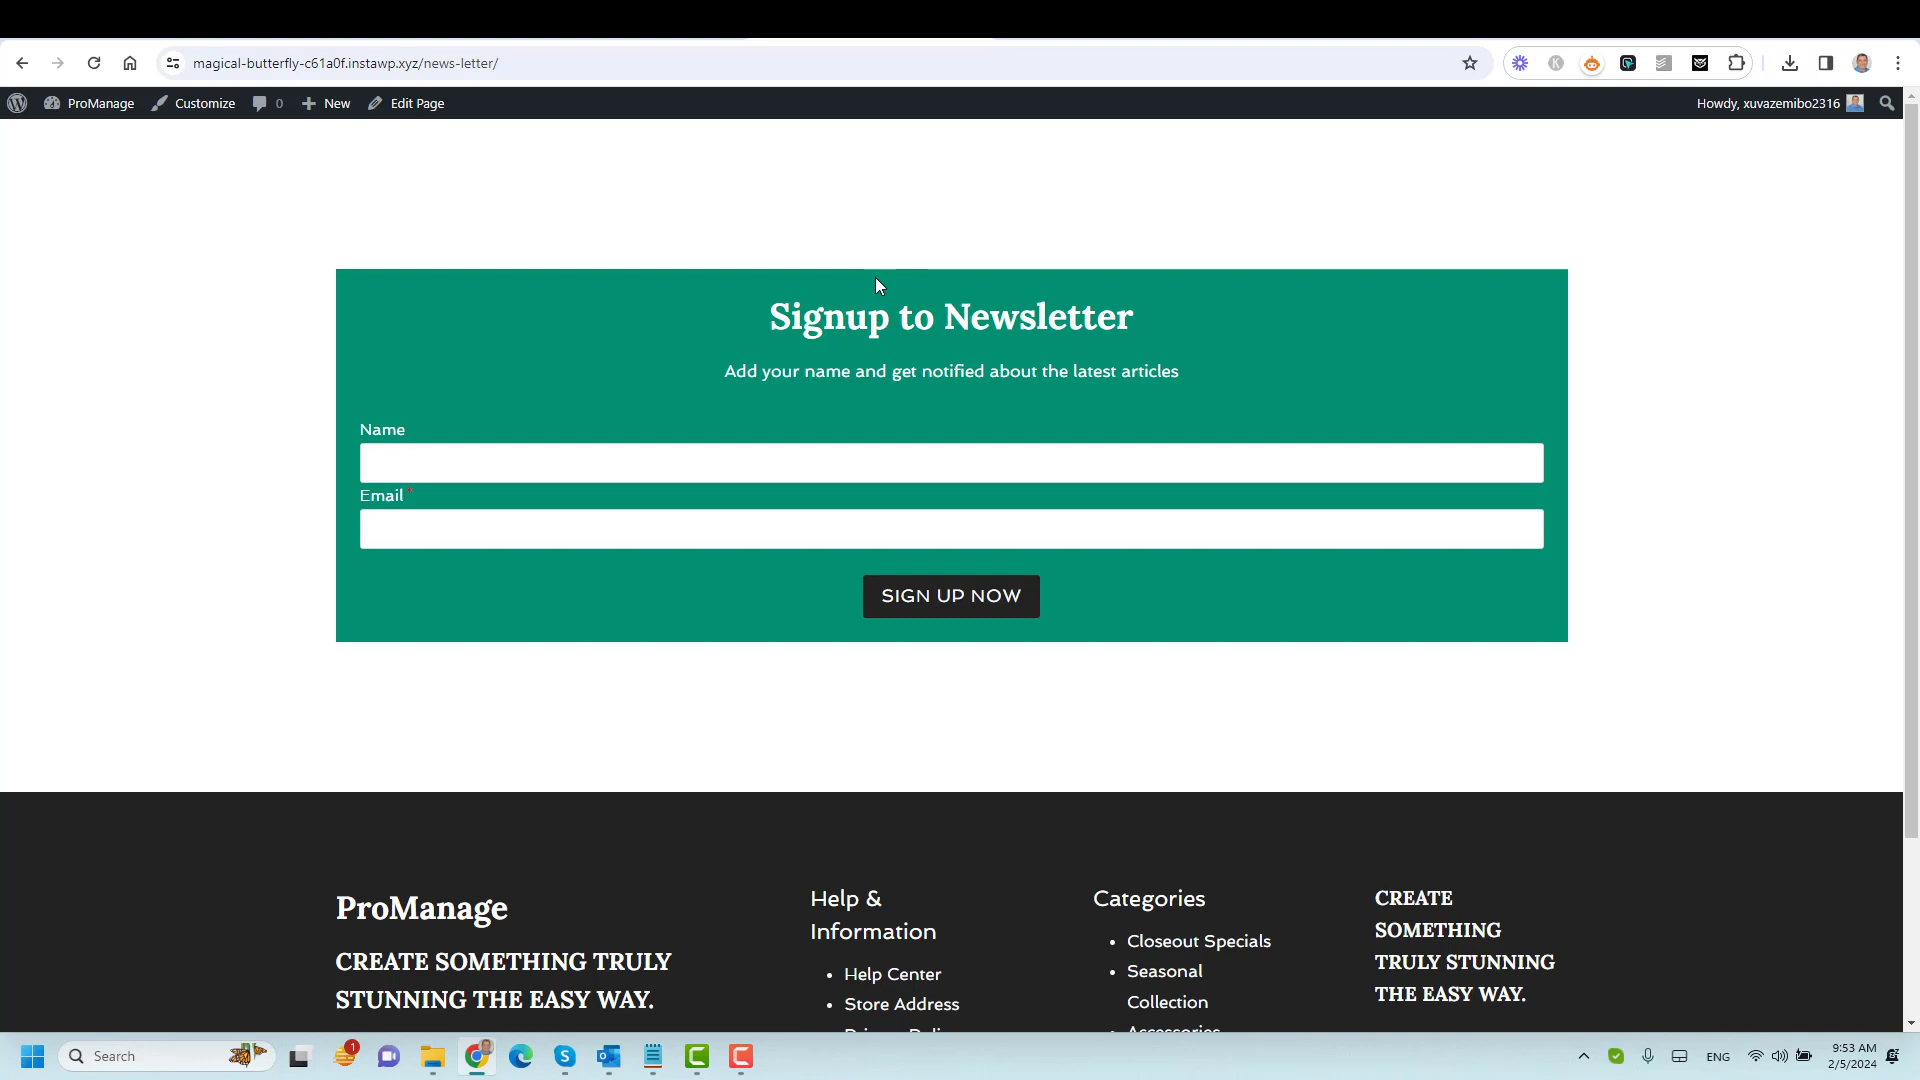 magical-butterfly-c61a0f.instawp.xyz/news-letter/
ProManage Customize 0 New Edit Page Howdy, xuvazemibo2316
Signup to Newsletter
Add your name and get notified about the latest articles
Name
Email *
SIGN UP NOW
ProManage
CREATE SOMETHING TRULY
STUNNING THE EASY WAY.
Help &
Information
• Help Center
• Store Address
Categories
• Closeout Specials
• Seasonal
Collection
• Accessories
CREATE
SOMETHING
TRULY STUNNING
THE EASY WAY.
Search 1 ENG 9:53 AM
2/5/2024